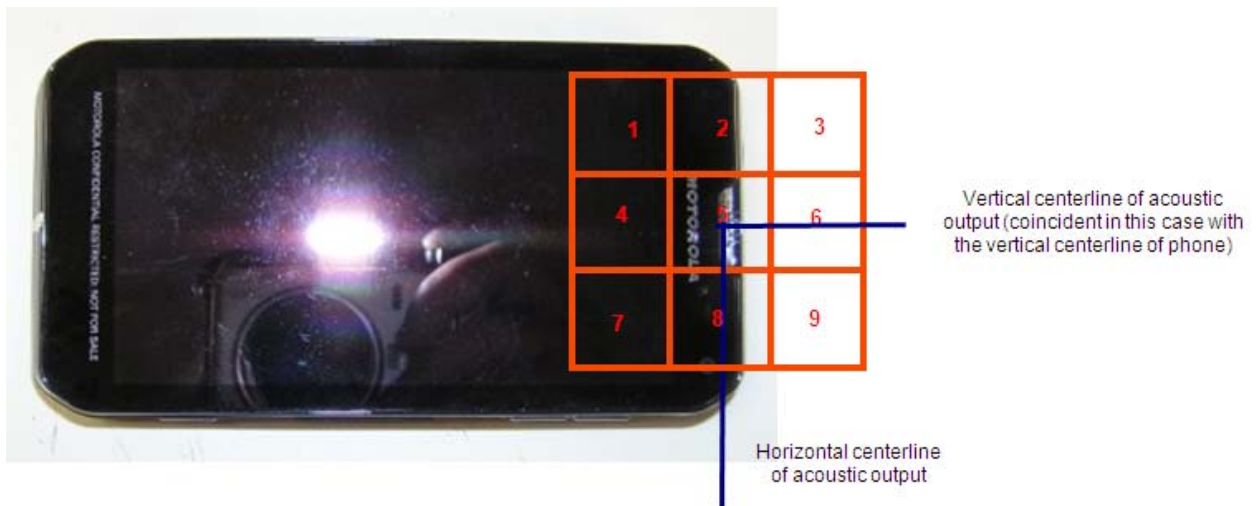 MOTOROLA CONFIDENTIAL RESTRICTED: NOT FOR SALE
1
2
3
MOTOROLA
4
5
6
7
8
9
Vertical centerline of acoustic
output (coincident in this case with
the vertical centerline of phone)
Horizontal centerline
of acoustic output